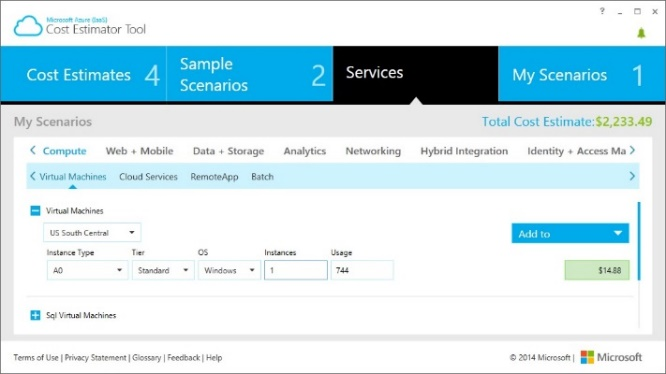 Microsoft Azure (IaaS)
Cost Estimator Tool
? _ □ ×
Cost Estimates 4
Sample Scenarios 2
Services
My Scenarios 1
My Scenarios
Total Cost Estimate:$2,233.49
< Compute Web + Mobile Data + Storage Analytics Networking Hybrid Integration Identity + Access Ma >
< Virtual Machines Cloud Services RemoteApp Batch >
Virtual Machines
US South Central
Add to
Instance Type Tier OS Instances Usage
A0 Standard Windows 1 744 $14.88
Sql Virtual Machines
Terms of Use | Privacy Statement | Glossary | Feedback | Help
© 2014 Microsoft | Microsoft